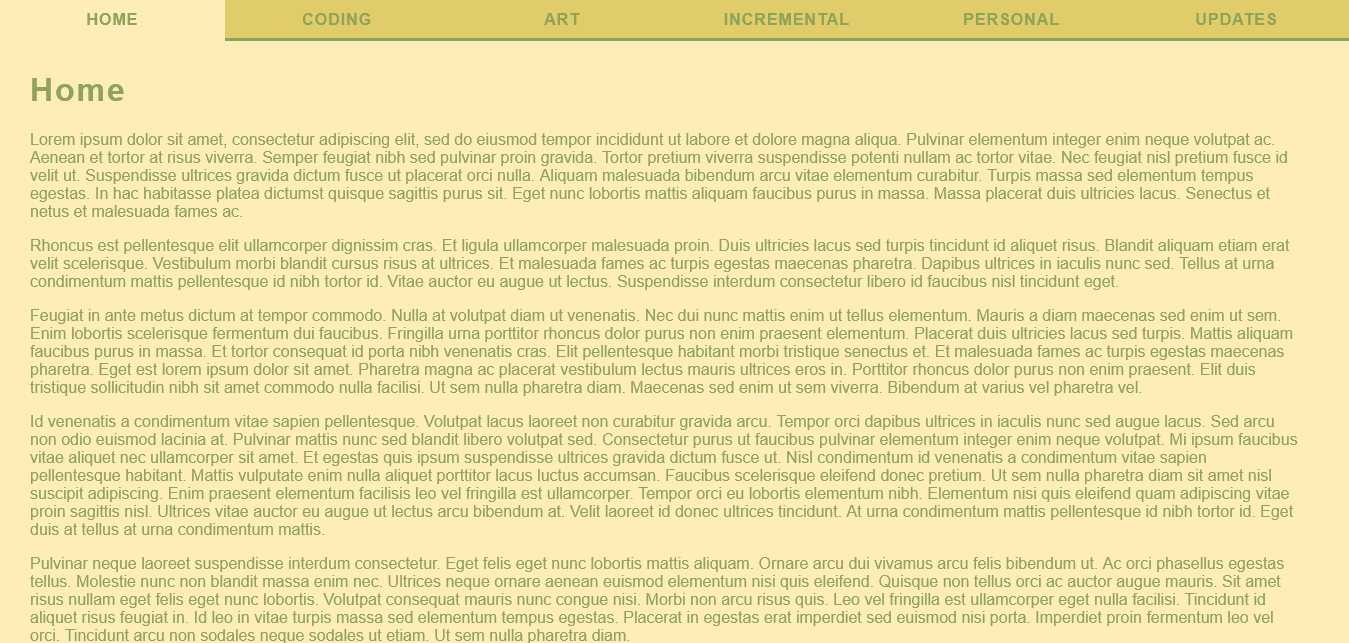 HOME CODING ART INCREMENTAL PERSONAL UPDATES
Home
Lorem ipsum dolor sit amet, consectetur adipiscing elit, sed do eiusmod tempor incididunt ut labore et dolore magna aliqua. Pulvinar elementum integer enim neque volutpat ac.
Aenean et tortor at risus viverra. Semper feugiat nibh sed pulvinar proin gravida. Tortor pretium viverra suspendisse potenti nullam ac tortor vitae. Nec feugiat nisl pretium fusce id
velit ut. Suspendisse ultrices gravida dictum fusce ut placerat orci nulla. Aliquam malesuada bibendum arcu vitae elementum curabitur. Turpis massa sed elementum tempus
egestas. In hac habitasse platea dictumst quisque sagittis purus sit. Eget nunc lobortis mattis aliquam faucibus purus in massa. Massa placerat duis ultricies lacus. Senectus et
netus et malesuada fames ac.
Rhoncus est pellentesque elit ullamcorper dignissim cras. Et ligula ullamcorper malesuada proin. Duis ultricies lacus sed turpis tincidunt id aliquet risus. Blandit aliquam etiam erat
velit scelerisque. Vestibulum morbi blandit cursus risus at ultrices. Et malesuada fames ac turpis egestas maecenas pharetra. Dapibus ultrices in iaculis nunc sed. Tellus at urna
condimentum mattis pellentesque id nibh tortor id. Vitae auctor eu augue ut lectus. Suspendisse interdum consectetur libero id faucibus nisl tincidunt eget.
Feugiat in ante metus dictum at tempor commodo. Nulla at volutpat diam ut venenatis. Nec dui nunc mattis enim ut tellus elementum. Mauris a diam maecenas sed enim ut sem.
Enim lobortis scelerisque fermentum dui faucibus. Fringilla urna porttitor rhoncus dolor purus non enim praesent elementum. Placerat duis ultricies lacus sed turpis. Mattis aliquam
faucibus purus in massa. Et tortor consequat id porta nibh venenatis cras. Elit pellentesque habitant morbi tristique senectus et. Et malesuada fames ac turpis egestas maecenas
pharetra. Eget est lorem ipsum dolor sit amet. Pharetra magna ac placerat vestibulum lectus mauris ultrices eros in. Porttitor rhoncus dolor purus non enim praesent. Elit duis
tristique sollicitudin nibh sit amet commodo nulla facilisi. Ut sem nulla pharetra diam. Maecenas sed enim ut sem viverra. Bibendum at varius vel pharetra vel.
Id venenatis a condimentum vitae sapien pellentesque. Volutpat lacus laoreet non curabitur gravida arcu. Tempor orci dapibus ultrices in iaculis nunc sed augue lacus. Sed arcu
non odio euismod lacinia at. Pulvinar mattis nunc sed blandit libero volutpat sed. Consectetur purus ut faucibus pulvinar elementum integer enim neque volutpat. Mi ipsum faucibus
vitae aliquet nec ullamcorper sit amet. Et egestas quis ipsum suspendisse ultrices gravida dictum fusce ut. Nisl condimentum id venenatis a condimentum vitae sapien
pellentesque habitant. Mattis vulputate enim nulla aliquet porttitor lacus luctus accumsan. Faucibus scelerisque eleifend donec pretium. Ut sem nulla pharetra diam sit amet nisl
suscipit adipiscing. Enim praesent elementum facilisis leo vel fringilla est ullamcorper. Tempor orci eu lobortis elementum nibh. Elementum nisi quis eleifend quam adipiscing vitae
proin sagittis nisl. Ultrices vitae auctor eu augue ut lectus arcu bibendum at. Velit laoreet id donec ultrices tincidunt. At urna condimentum mattis pellentesque id nibh tortor id. Eget
duis at tellus at urna condimentum mattis.
Pulvinar neque laoreet suspendisse interdum consectetur. Eget felis eget nunc lobortis mattis aliquam. Ornare arcu dui vivamus arcu felis bibendum ut. Ac orci phasellus egestas
tellus. Molestie nunc non blandit massa enim nec. Ultrices neque ornare aenean euismod elementum nisi quis eleifend. Quisque non tellus orci ac auctor augue mauris. Sit amet
risus nullam eget felis eget nunc lobortis. Volutpat consequat mauris nunc congue nisi. Morbi non arcu risus quis. Leo vel fringilla est ullamcorper eget nulla facilisi. Tincidunt id
aliquet risus feugiat in. Id leo in vitae turpis massa sed elementum tempus egestas. Placerat in egestas erat imperdiet sed euismod nisi porta. Imperdiet proin fermentum leo vel
orci. Tincidunt arcu non sodales neque sodales ut etiam. Ut sem nulla pharetra diam.